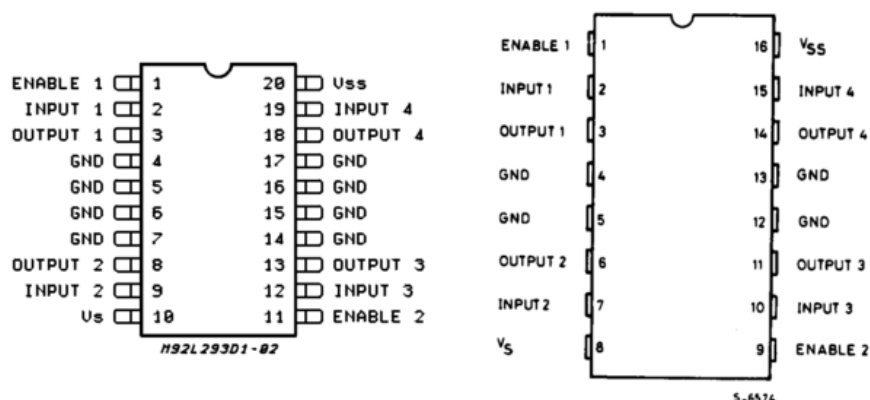 ENABLE 1 1 20 Vss
INPUT 1 2 19 INPUT 4
OUTPUT 1 3 18 OUTPUT 4
GND 4 17 GND
GND 5 16 GND
GND 6 15 GND
GND 7 14 GND
OUTPUT 2 8 13 OUTPUT 3
INPUT 2 9 12 INPUT 3
Vs 10 11 ENABLE 2
M92L293D1-02
ENABLE 1 1 16 VSS
INPUT 1 2 15 INPUT 4
OUTPUT 1 3 14 OUTPUT 4
GND 4 13 GND
GND 5 12 GND
OUTPUT 2 6 11 OUTPUT 3
INPUT 2 7 10 INPUT 3
VS 8 9 ENABLE 2
S-6574